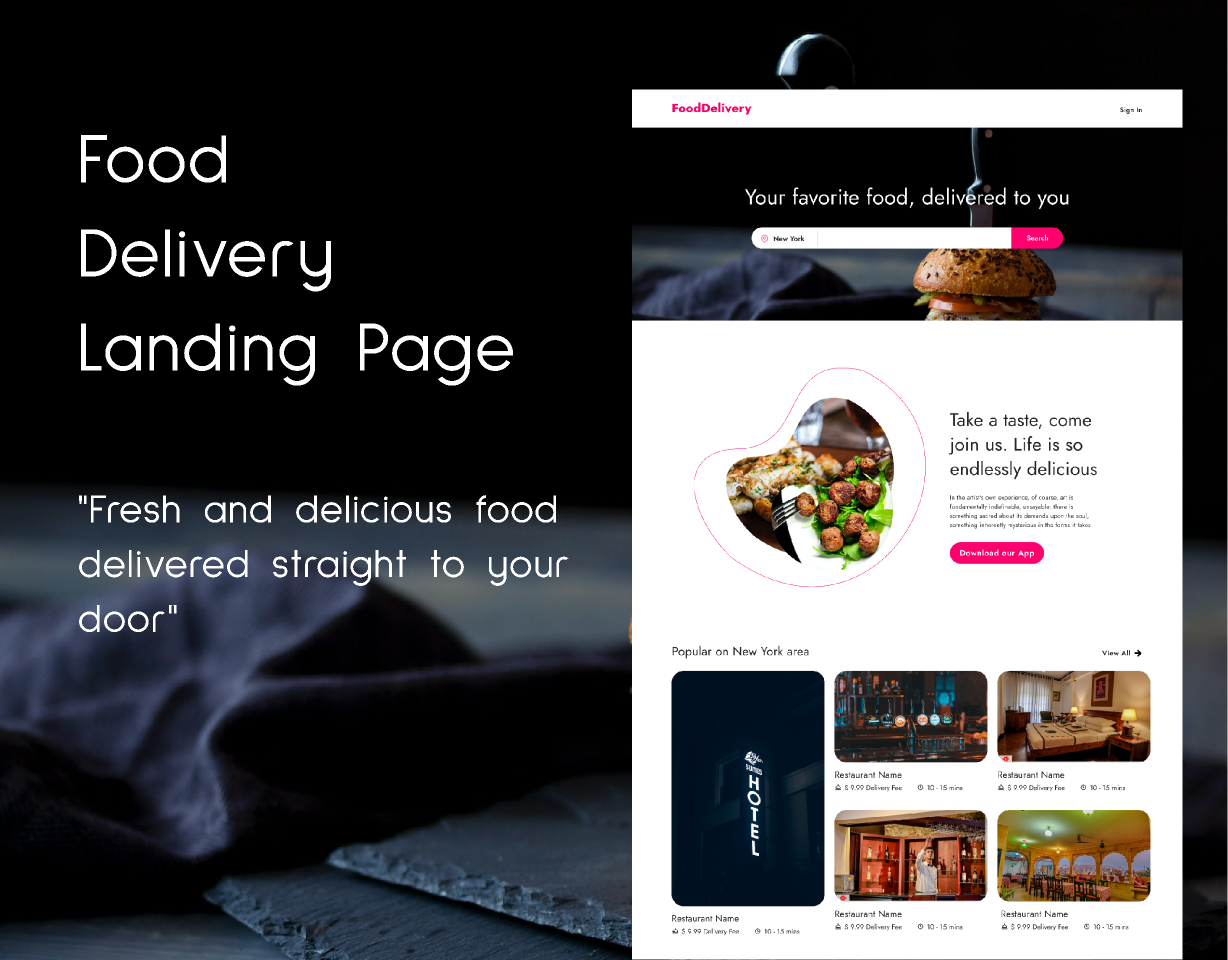 Food
Delivery
Landing Page
"Fresh and delicious food
delivered straight to your
door"
FoodDelivery
Sign In
Your favorite food, delivered to you
New York
Search
Take a taste, come
join us. Life is so
endlessly delicious
In the artist's own experience, of course, art is
fundamentally indefinable, unsayable; there is
something sacred about its demands upon the soul,
something inherently mysterious in the forms it takes
Download our App
Popular on New York area
View All
SUITES
HOTEL
Restaurant Name
$ 9.99 Delivery Fee 10 - 15 mins
Restaurant Name
$ 9.99 Delivery Fee 10 - 15 mins
Restaurant Name
$ 9.99 Delivery Fee 10 - 15 mins
Restaurant Name
$ 9.99 Delivery Fee 10 - 15 mins
Restaurant Name
$ 9.99 Delivery Fee 10 - 15 mins